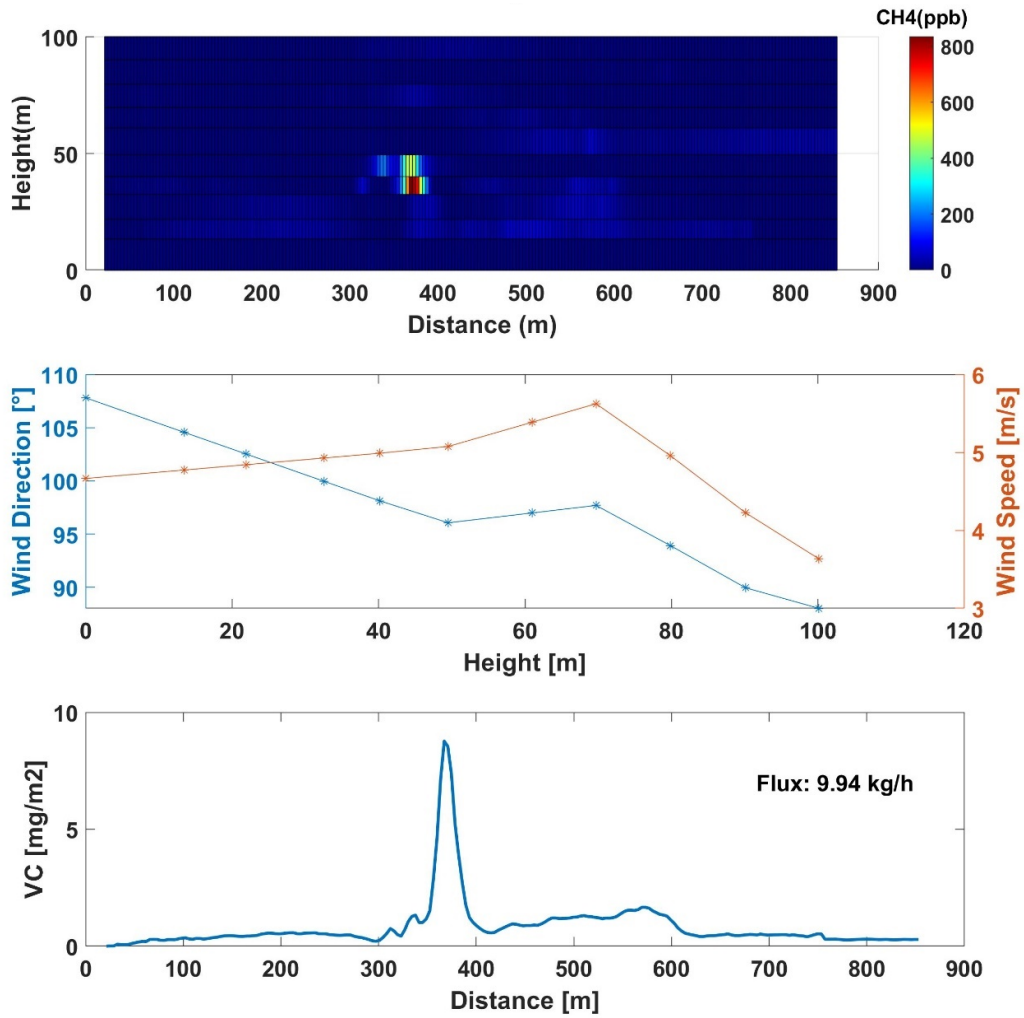 CH4(ppb)
100
50
0
Height(m)
800
600
400
200
0
0 100 200 300 400 500 600 700 800 900
Distance (m)
110
105
100
95
90
Wind Direction [°]
6
5
4
3
Wind Speed [m/s]
0 20 40 60 80 100 120
Height [m]
10
5
0
VC [mg/m2]
Flux: 9.94 kg/h
0 100 200 300 400 500 600 700 800 900
Distance [m]